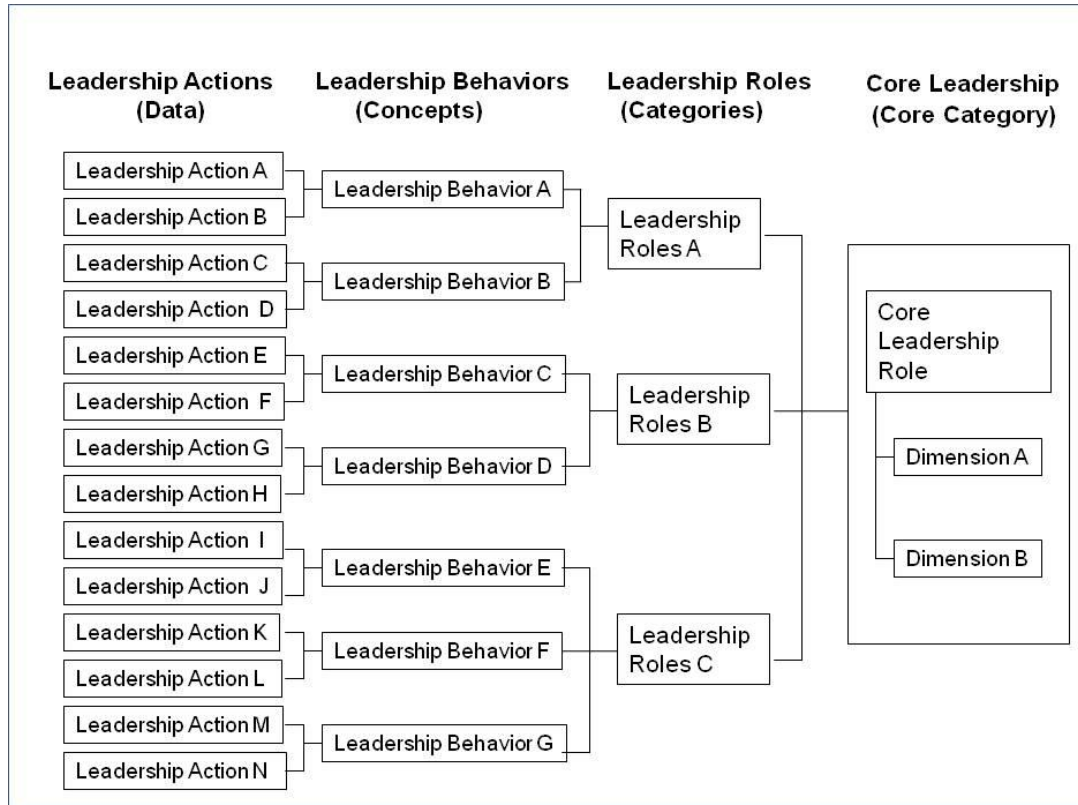 Leadership Actions
(Data)
Leadership Behaviors
(Concepts)
Leadership Roles
(Categories)
Core Leadership
(Core Category)
Leadership Action A
Leadership Action B
Leadership Action C
Leadership Action D
Leadership Action E
Leadership Action F
Leadership Action G
Leadership Action H
Leadership Action I
Leadership Action J
Leadership Action K
Leadership Action L
Leadership Action M
Leadership Action N
Leadership Behavior A
Leadership Behavior B
Leadership Behavior C
Leadership Behavior D
Leadership Behavior E
Leadership Behavior F
Leadership Behavior G
Leadership
Roles A
Leadership
Roles B
Leadership
Roles C
Core
Leadership
Role
Dimension A
Dimension B